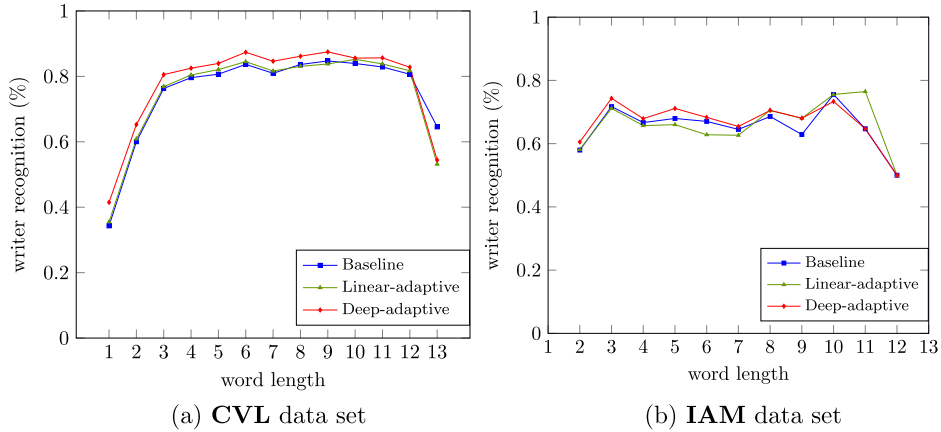 1
0.8
0.6
0.4
0.2
0
writer recognition (%)
1 2 3 4 5 6 7 8 9 10 11 12 13
word length
Baseline
Linear-adaptive
Deep-adaptive
(a) CVL data set
1
0.8
0.6
0.4
0.2
0
writer recognition (%)
1 2 3 4 5 6 7 8 9 10 11 12 13
word length
Baseline
Linear-adaptive
Deep-adaptive
(b) IAM data set